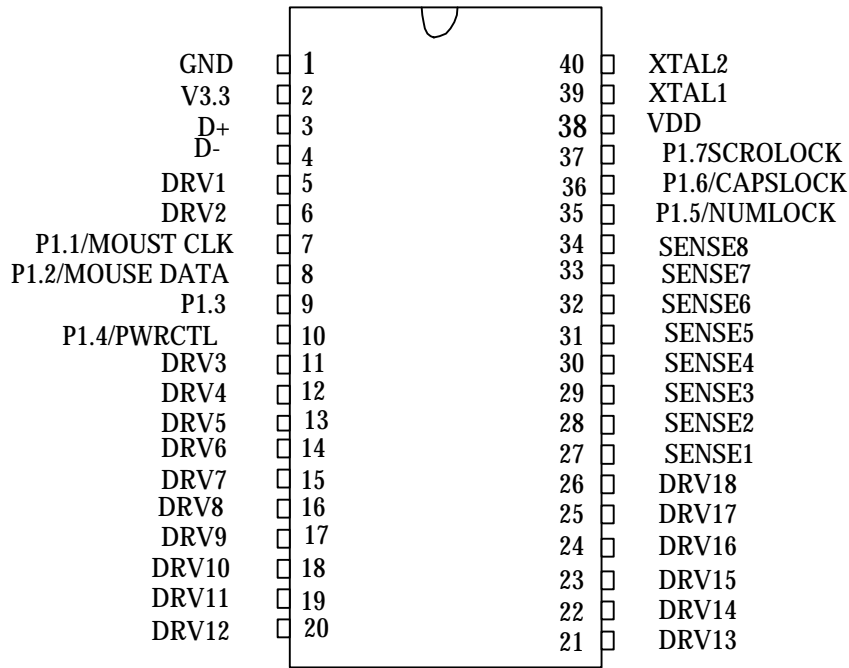 GND 1 40 XTAL2
V3.3 2 39 XTAL1
D+ 3 38 VDD
D- 4 37 P1.7SCROLOCK
DRV1 5 36 P1.6/CAPSLOCK
DRV2 6 35 P1.5/NUMLOCK
P1.1/MOUST CLK 7 34 SENSE8
P1.2/MOUSE DATA 8 33 SENSE7
P1.3 9 32 SENSE6
P1.4/PWRCTL 10 31 SENSE5
DRV3 11 30 SENSE4
DRV4 12 29 SENSE3
DRV5 13 28 SENSE2
DRV6 14 27 SENSE1
DRV7 15 26 DRV18
DRV8 16 25 DRV17
DRV9 17 24 DRV16
DRV10 18 23 DRV15
DRV11 19 22 DRV14
DRV12 20 21 DRV13